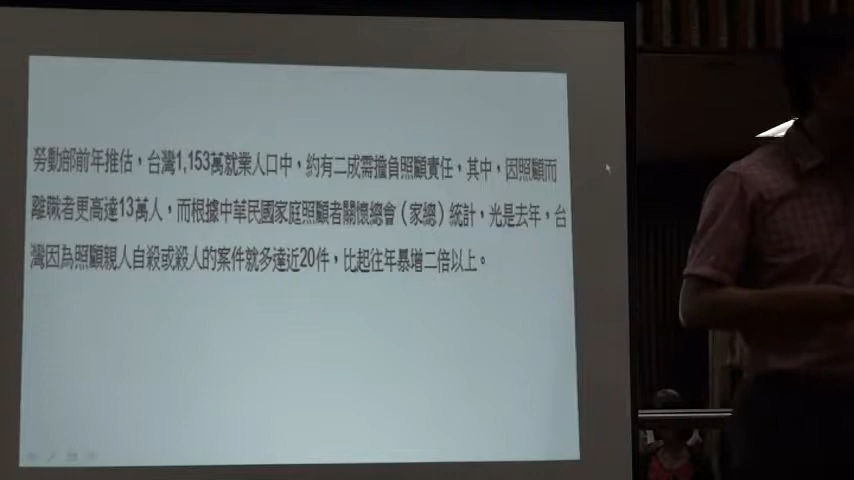 勞動部前年推估，台灣1,153萬就業人口中，約有二成需擔負照顧責任，其中，因照顧而
離職者更高達13萬人，而根據中華民國家庭照顧者關懷總會（家總）統計，光是去年，台
灣因為照顧親人自殺或殺人的案件就多達近20件，比起往年暴增二倍以上。